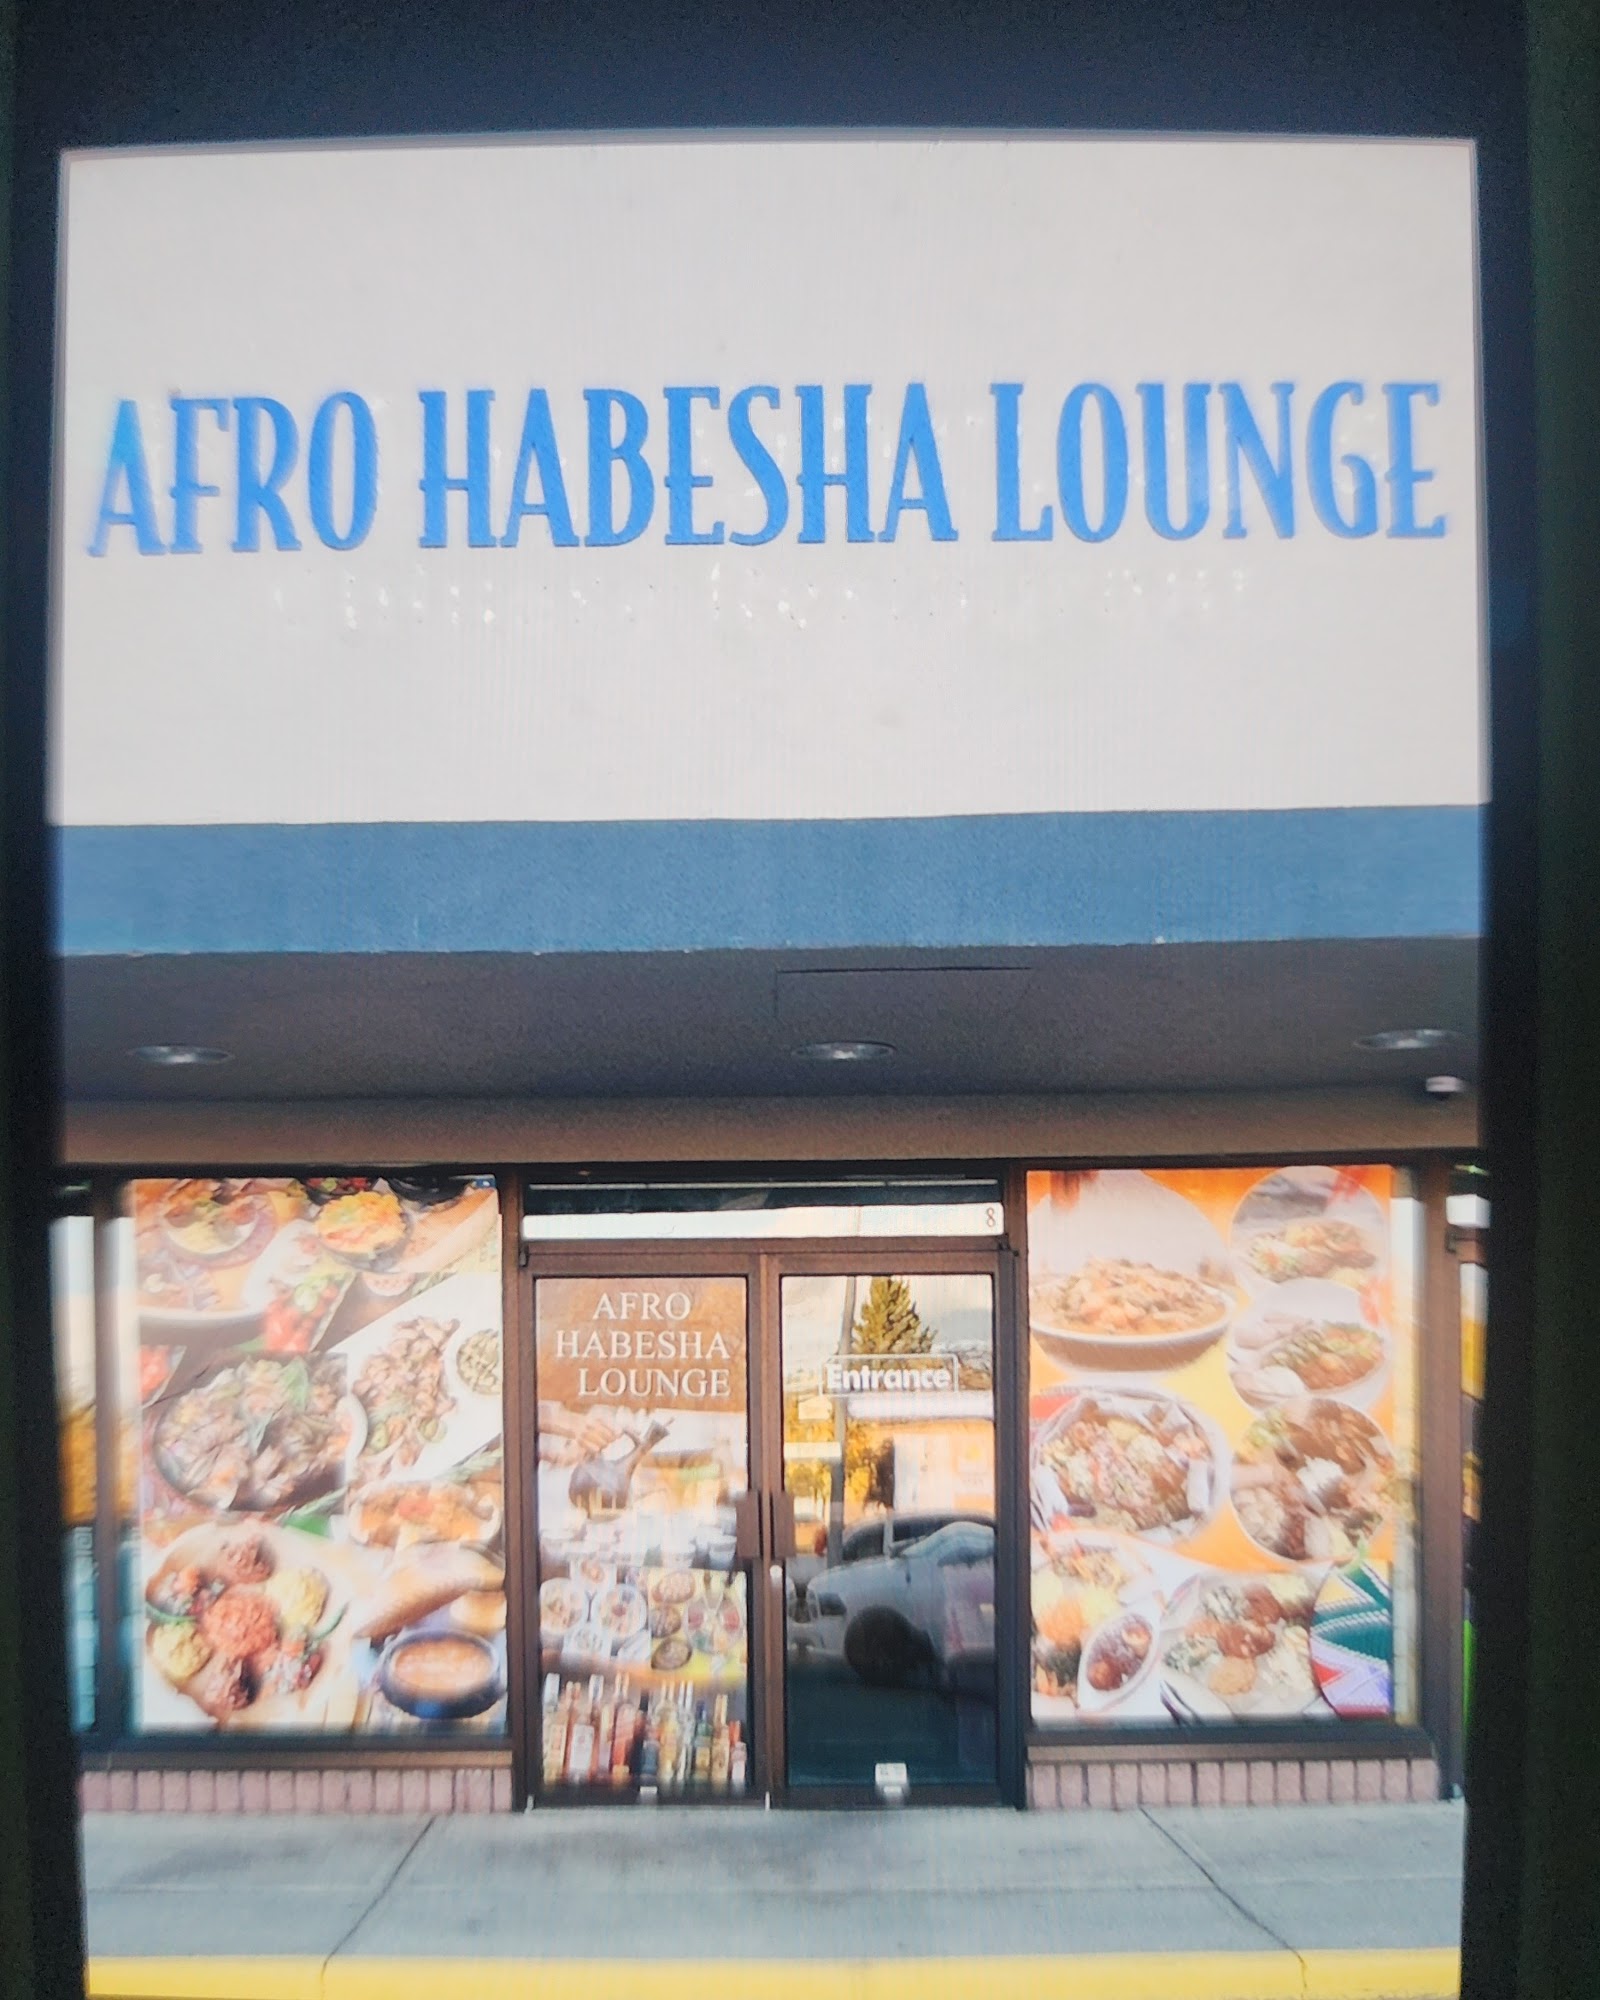 AFRO HABESHA LOUNGE
8
AFRO
HABESHA
LOUNGE
Entrance